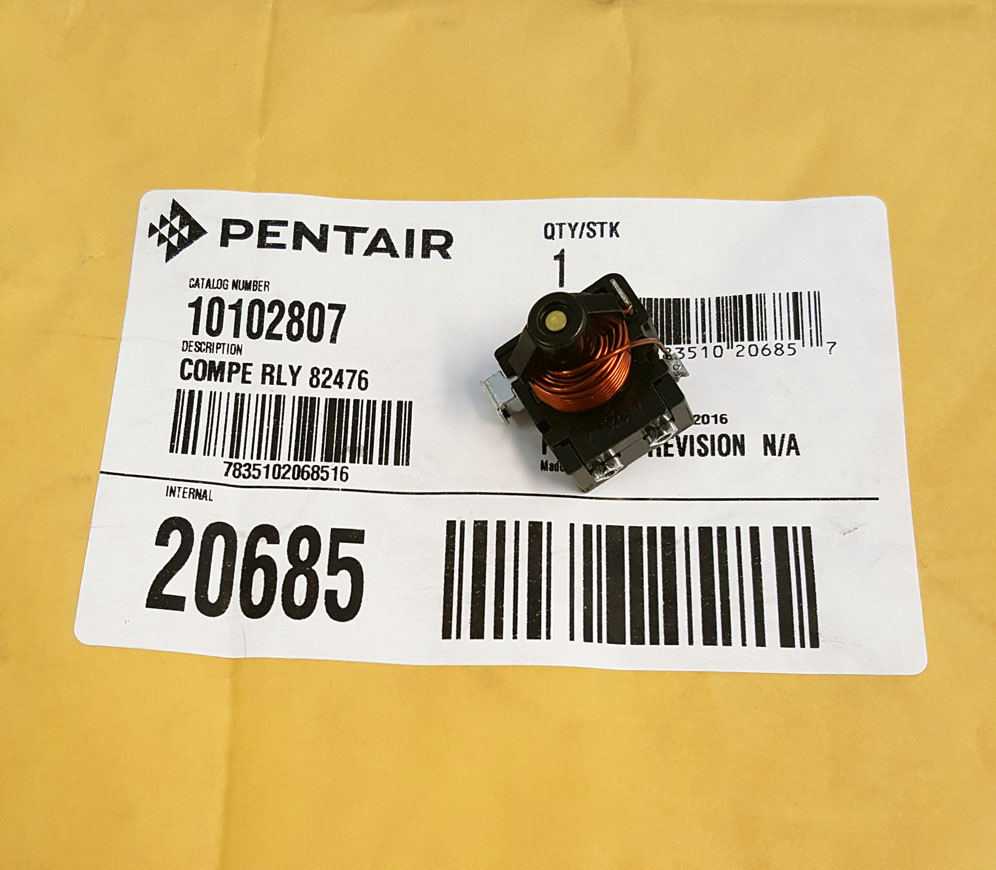 PENTAIR
QTY/STK
1
CATALOG NUMBER
10102807
DESCRIPTION
COMPE RLY 82476
7835102068516
83510 20685 7
2016
REVISION N/A
Made
INTERNAL
20685